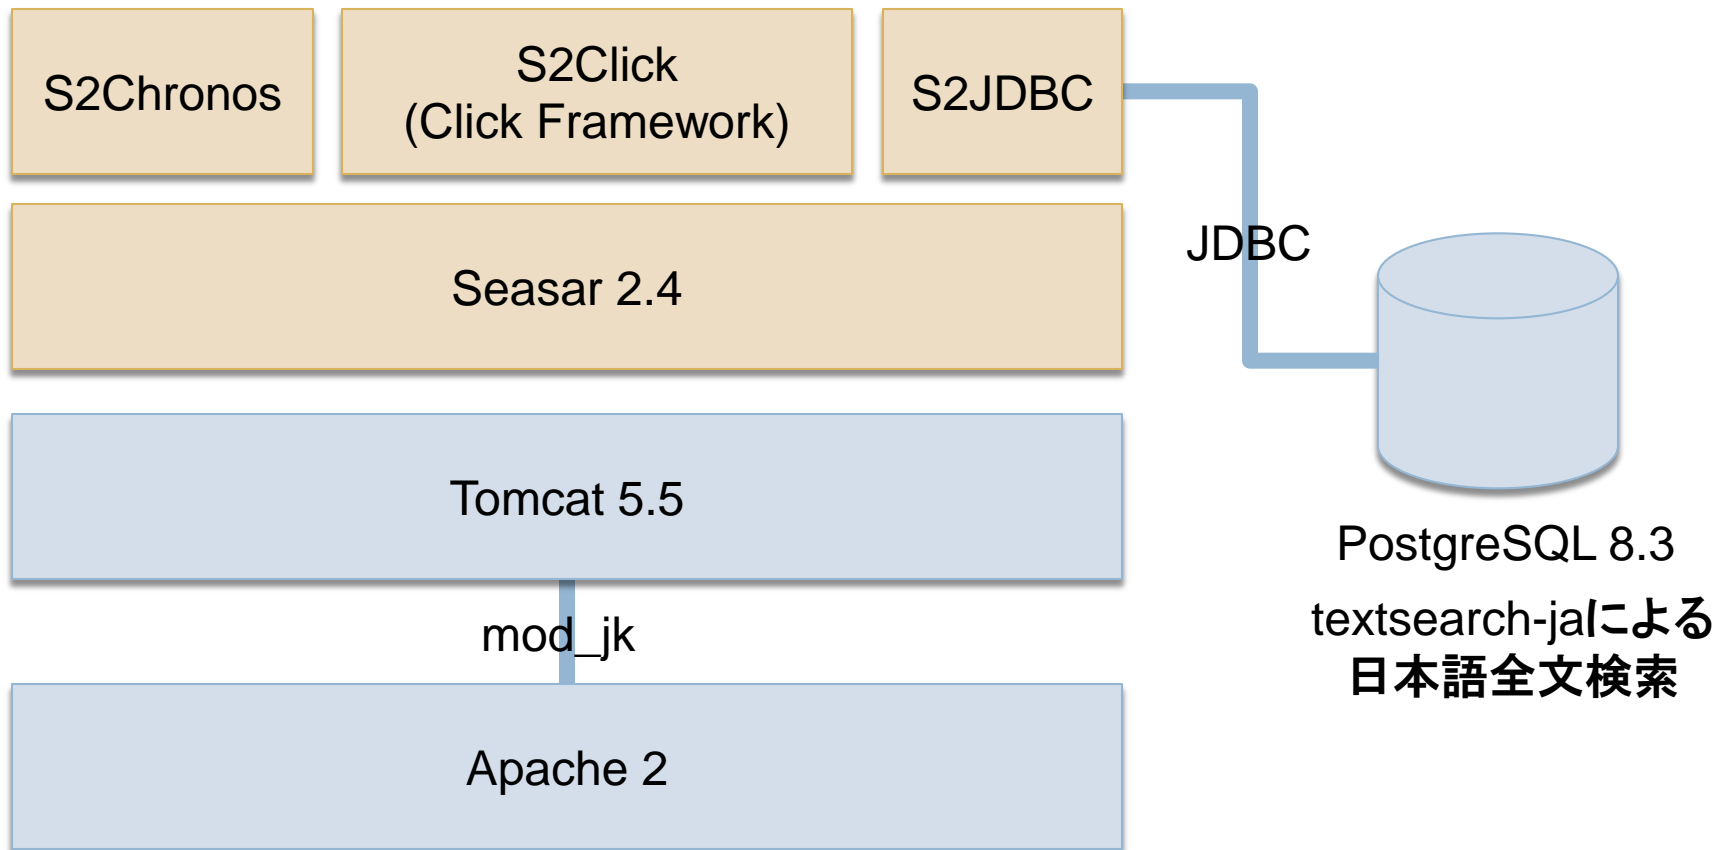 S2Chronos
S2Click
(Click Framework)
S2JDBC
JDBC
Seasar 2.4
Tomcat 5.5
PostgreSQL 8.3
textsearch-jaによる
日本語全文検索
mod_jk
Apache 2